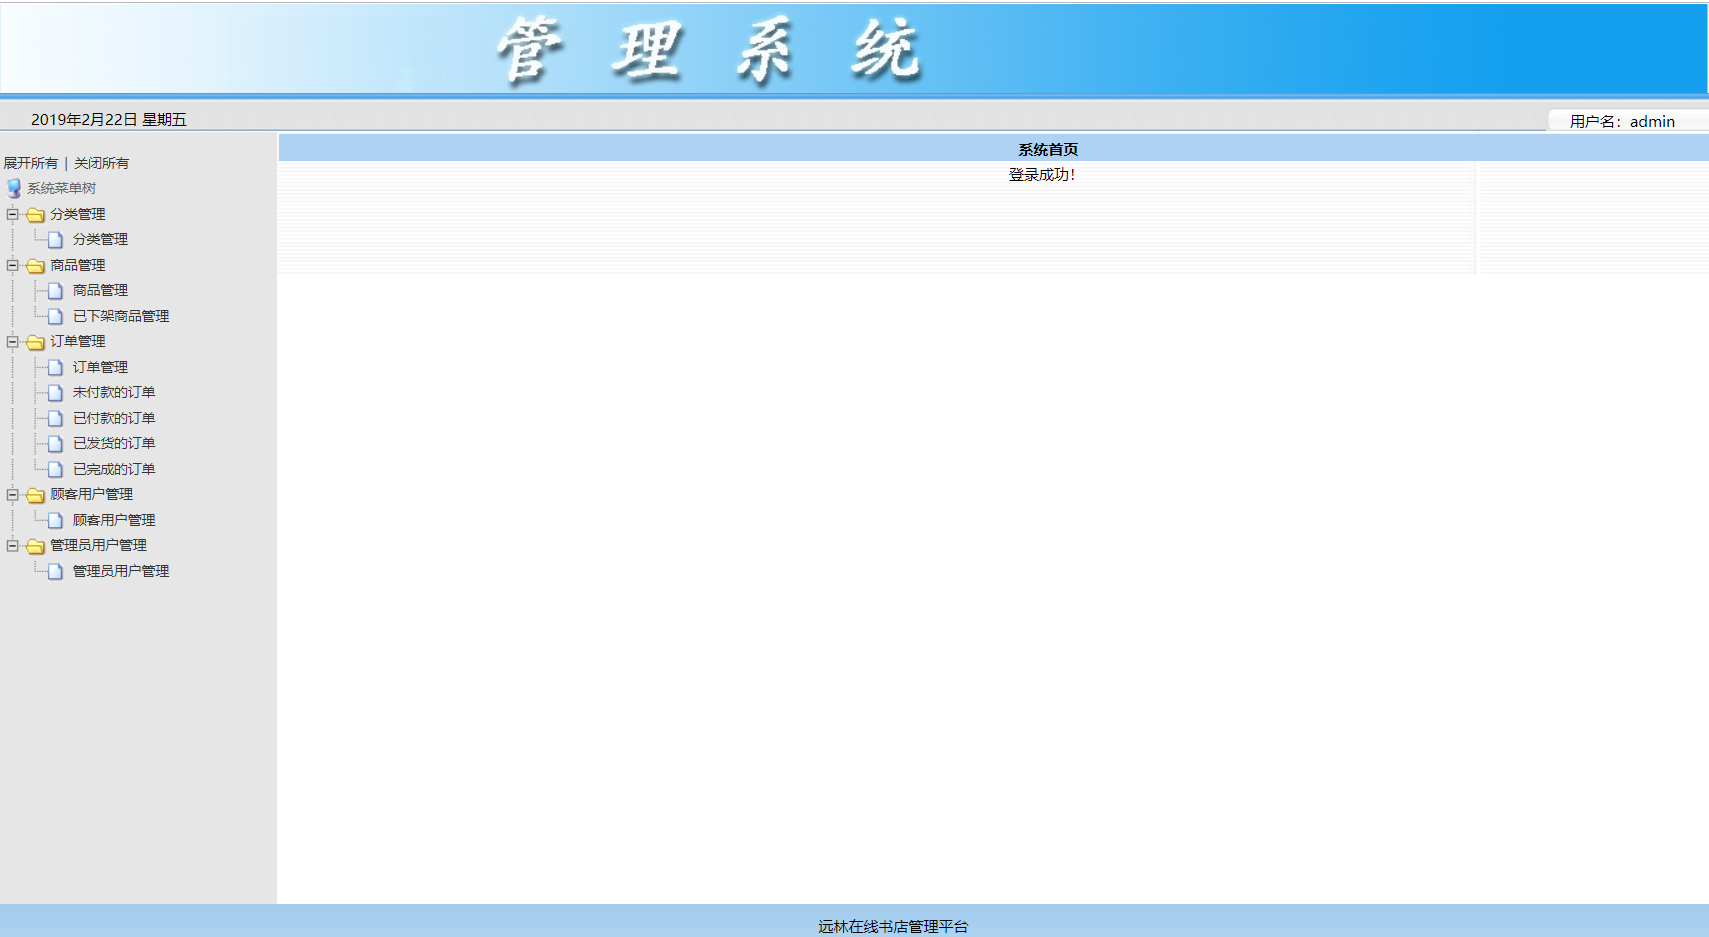 管理系统
2019年2月22日 星期五
用户名：admin
展开所有 | 关闭所有
系统菜单树
分类管理
分类管理
商品管理
商品管理
已下架商品管理
订单管理
订单管理
未付款的订单
已付款的订单
已发货的订单
已完成的订单
顾客用户管理
顾客用户管理
管理员用户管理
管理员用户管理
系统首页
登录成功！
远林在线书店管理平台